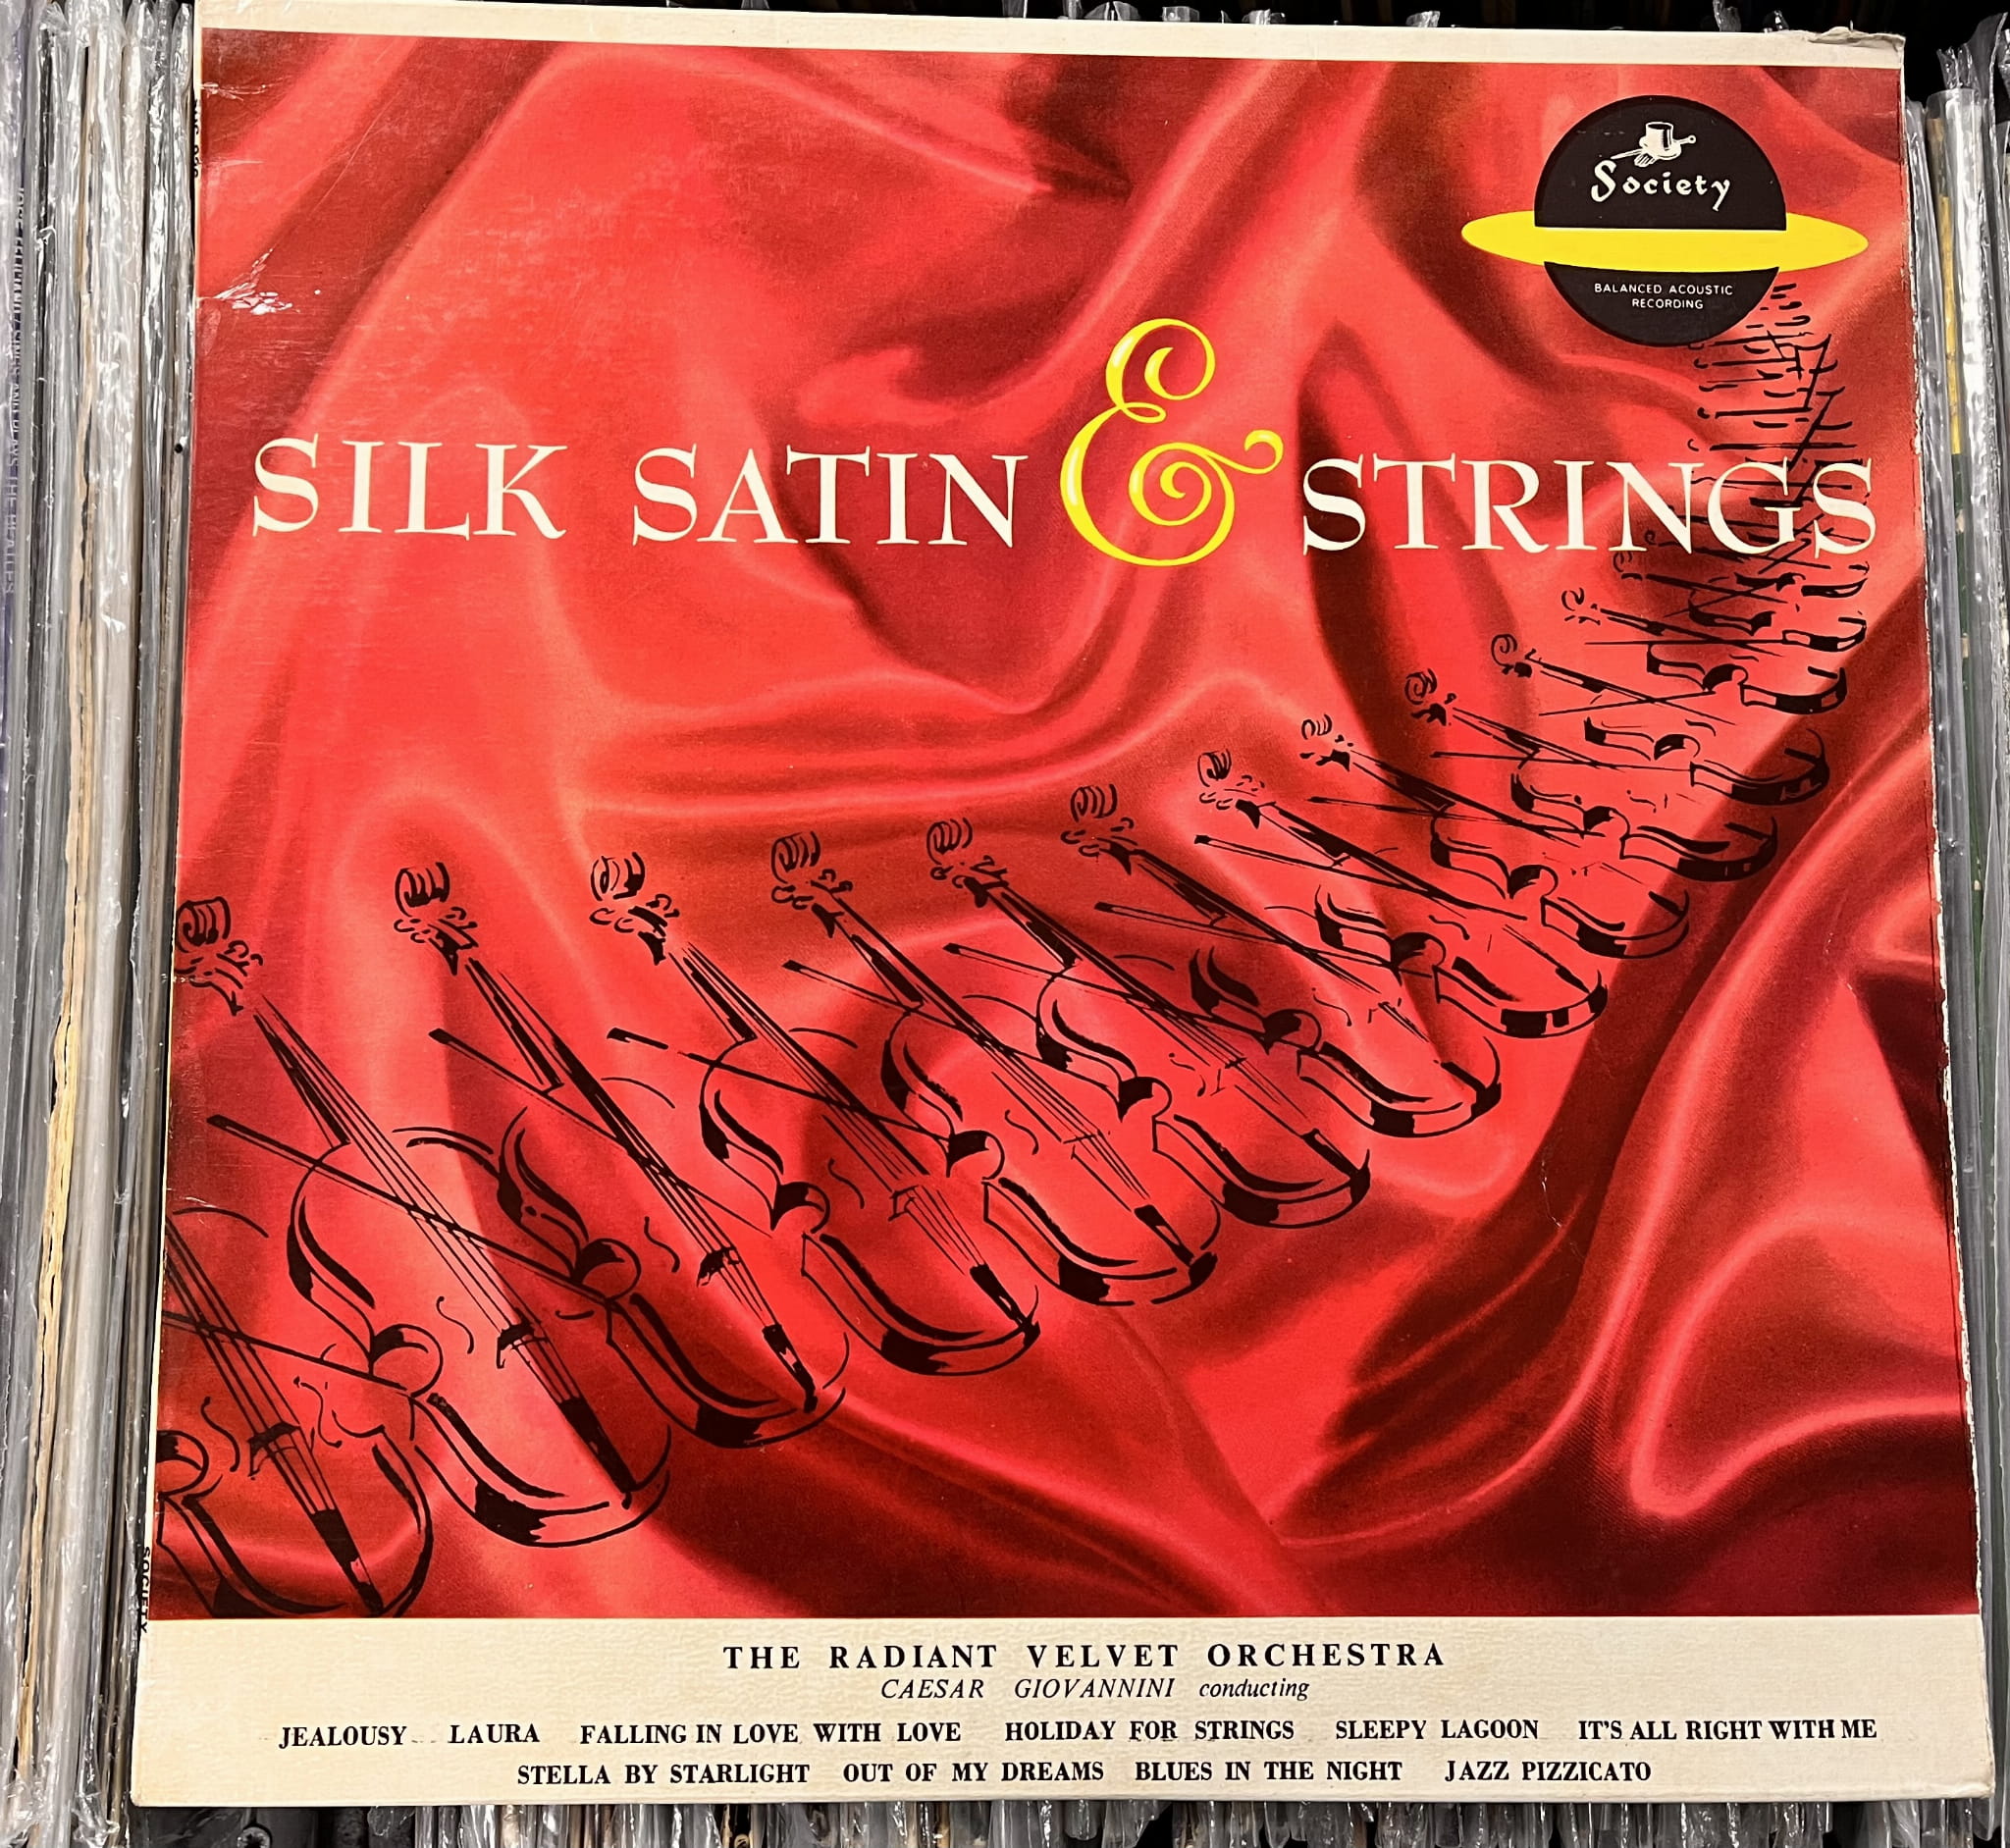 Society
BALANCED ACOUSTIC
RECORDING
SILK SATIN & STRINGS
SOCIETY
THE RADIANT VELVET ORCHESTRA
CAESAR GIOVANNINI conducting
JEALOUSY LAURA FALLING IN LOVE WITH LOVE HOLIDAY FOR STRINGS SLEEPY LAGOON IT'S ALL RIGHT WITH ME
STELLA BY STARLIGHT OUT OF MY DREAMS BLUES IN THE NIGHT JAZZ PIZZICATO